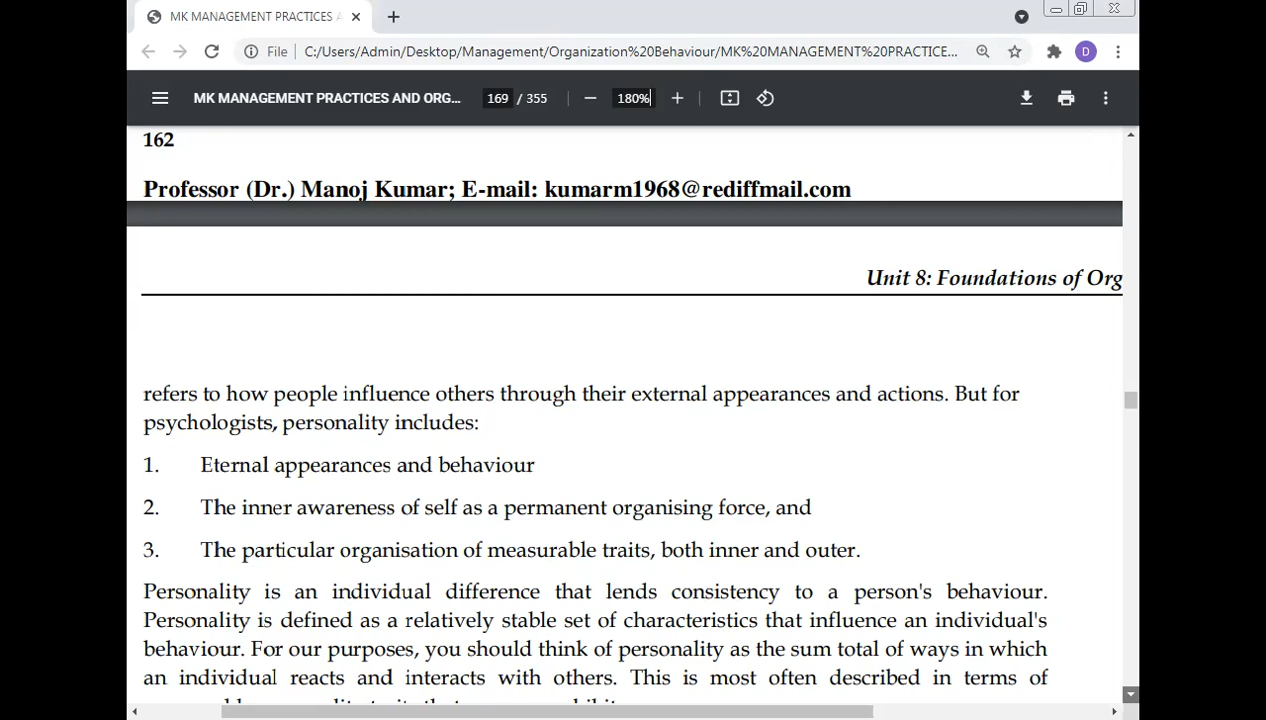 MK MANAGEMENT PRACTICES A
File C:/Users/Admin/Desktop/Management/Organization%20Behaviour/MK%20MANAGEMENT%20PRACTICE...
D
MK MANAGEMENT PRACTICES AND ORG... 169 / 355 180%
162
Professor (Dr.) Manoj Kumar; E-mail: kumarm1968@rediffmail.com
Unit 8: Foundations of Org
refers to how people influence others through their external appearances and actions. But for
psychologists, personality includes:
1. Eternal appearances and behaviour
2. The inner awareness of self as a permanent organising force, and
3. The particular organisation of measurable traits, both inner and outer.
Personality is an individual difference that lends consistency to a person's behaviour.
Personality is defined as a relatively stable set of characteristics that influence an individual's
behaviour. For our purposes, you should think of personality as the sum total of ways in which
an individual reacts and interacts with others. This is most often described in terms of